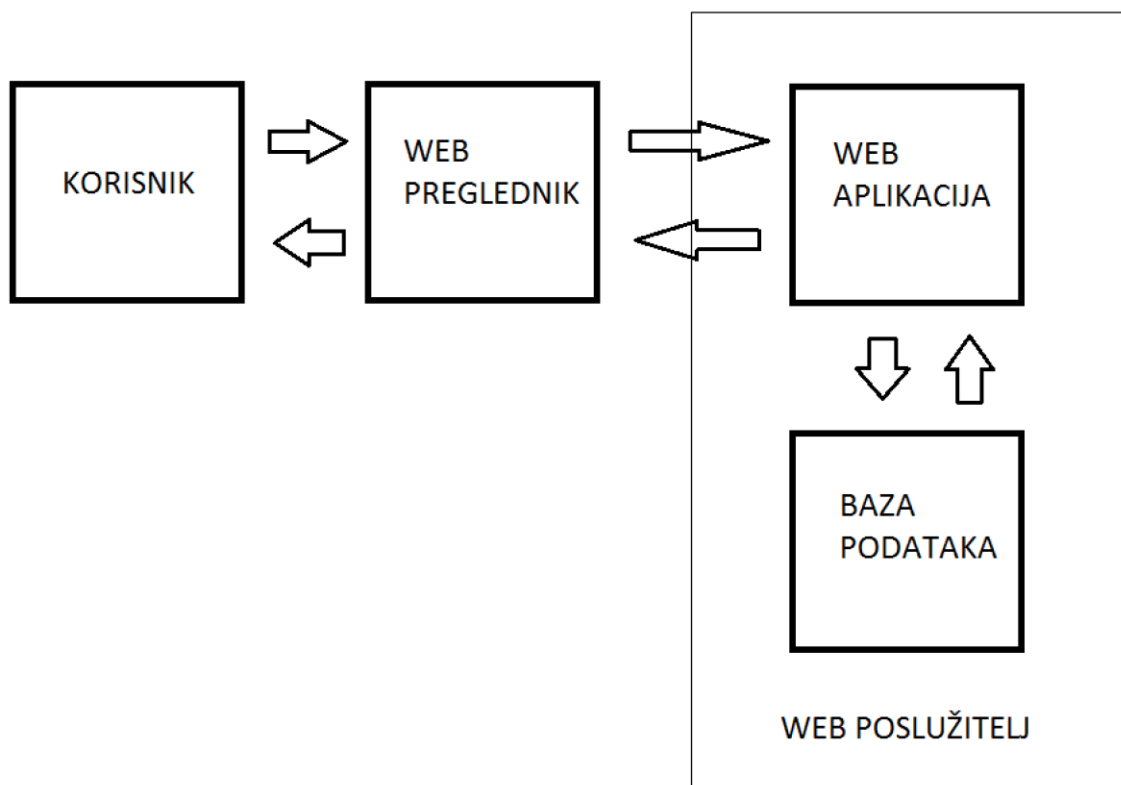 KORISNIK
WEB
PREGLEDNIK
WEB
APLIKACIJA
BAZA
PODATAKA
WEB POSLUŽITELJ